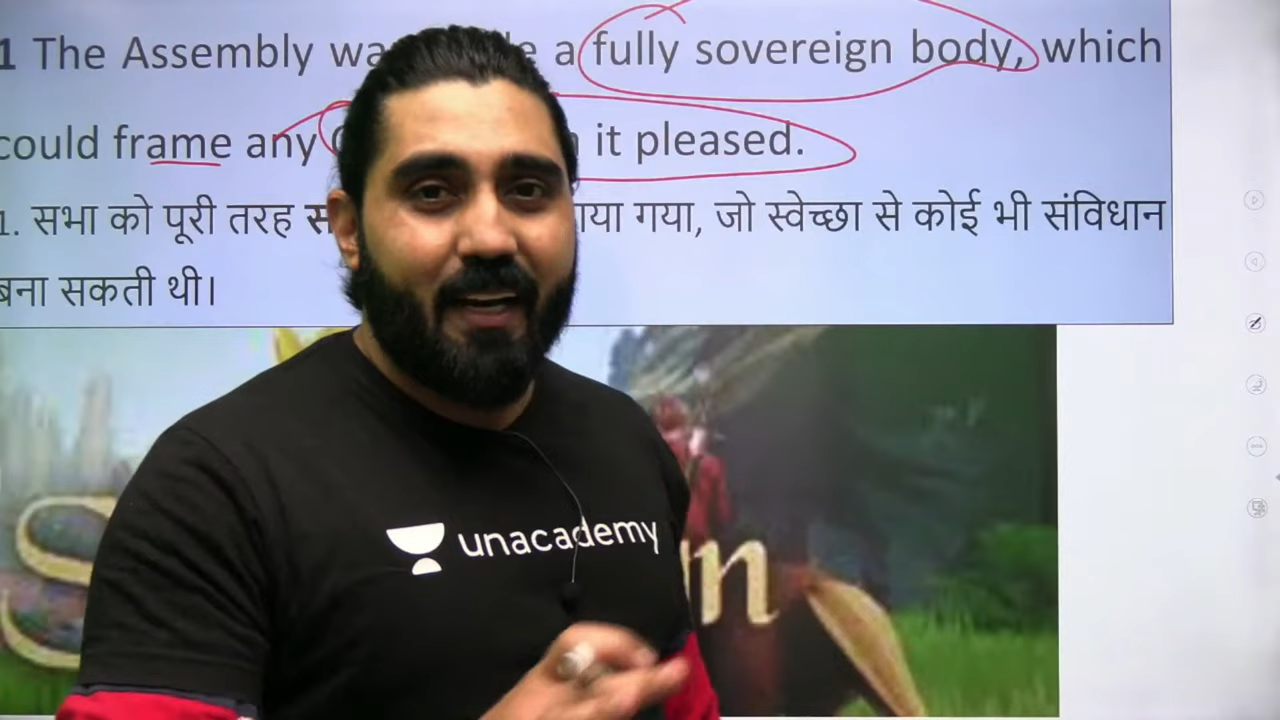 1 The Assembly was a fully sovereign body, which
could frame any it pleased.
1. सभा को पूरी तरह गया, जो स्वेच्छा से कोई भी संविधान
बना सकती थी।
unacademy